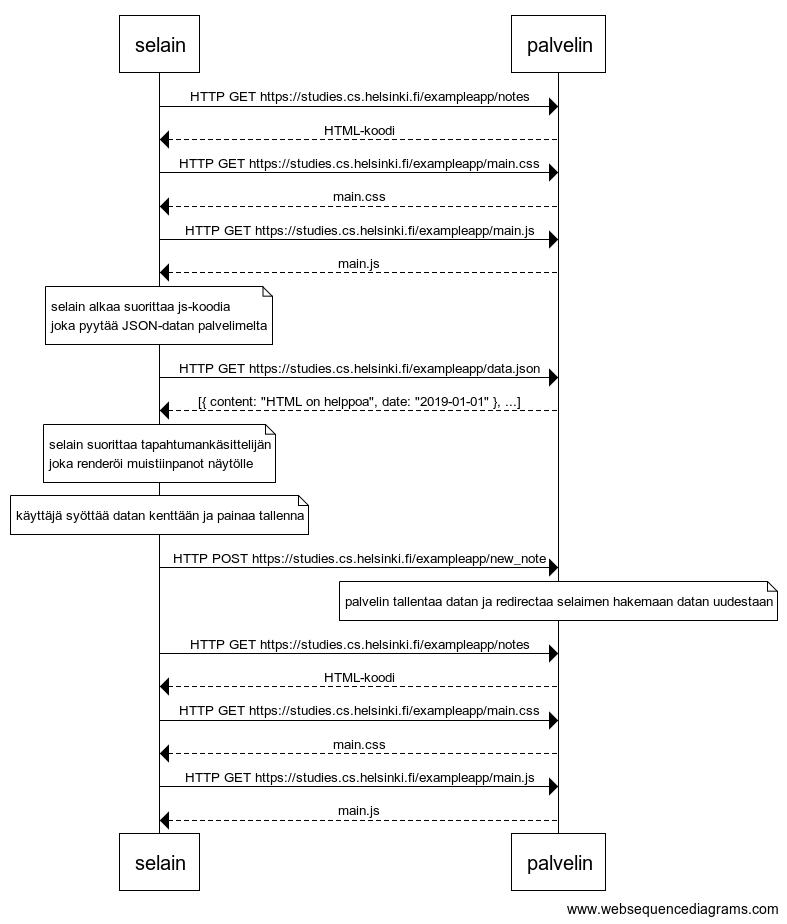 selain
palvelin
HTTP GET https://studies.cs.helsinki.fi/exampleapp/notes
HTML-koodi
HTTP GET https://studies.cs.helsinki.fi/exampleapp/main.css
main.css
HTTP GET https://studies.cs.helsinki.fi/exampleapp/main.js
main.js
selain alkaa suorittaa js-koodia
joka pyytää JSON-datan palvelimelta
HTTP GET https://studies.cs.helsinki.fi/exampleapp/data.json
[{ content: "HTML on helppoa", date: "2019-01-01" }, ...]
selain suorittaa tapahtumankäsittelijän
joka renderöi muistiinpanot näytölle
käyttäjä syöttää datan kenttään ja painaa tallenna
HTTP POST https://studies.cs.helsinki.fi/exampleapp/new_note
palvelin tallentaa datan ja redirectaa selaimen hakemaan datan uudestaan
HTTP GET https://studies.cs.helsinki.fi/exampleapp/notes
HTML-koodi
HTTP GET https://studies.cs.helsinki.fi/exampleapp/main.css
main.css
HTTP GET https://studies.cs.helsinki.fi/exampleapp/main.js
main.js
selain
palvelin
www.websequencediagrams.com